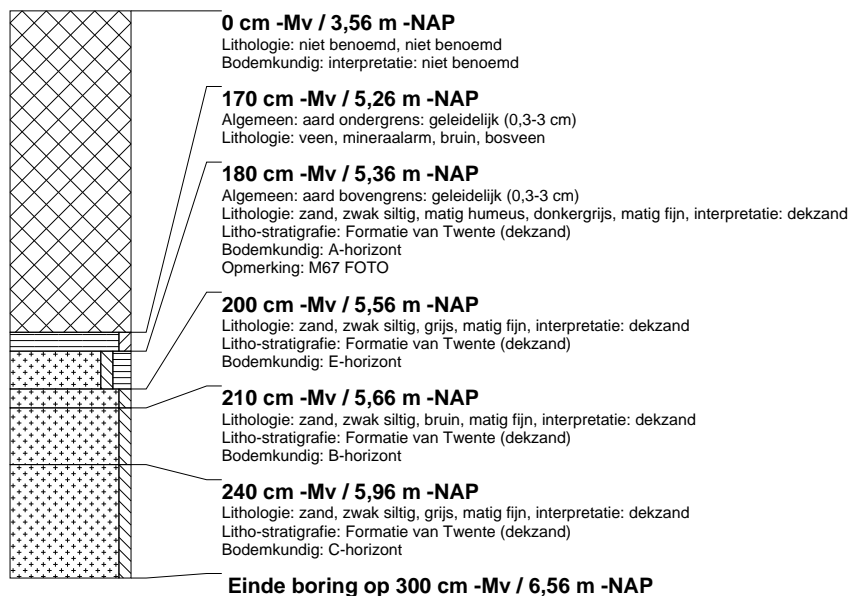 0 cm -Mv / 3,56 m -NAP
Lithologie: niet benoemd, niet benoemd
Bodemkundig: interpretatie: niet benoemd
170 cm -Mv / 5,26 m -NAP
Algemeen: aard ondergrens: geleidelijk (0,3-3 cm)
Lithologie: veen, mineraalarm, bruin, bosveen
180 cm -Mv / 5,36 m -NAP
Algemeen: aard bovengrens: geleidelijk (0,3-3 cm)
Lithologie: zand, zwak siltig, matig humeus, donkergrijs, matig fijn, interpretatie: dekzand
Litho-stratigrafie: Formatie van Twente (dekzand)
Bodemkundig: A-horizont
Opmerking: M67 FOTO
200 cm -Mv / 5,56 m -NAP
Lithologie: zand, zwak siltig, grijs, matig fijn, interpretatie: dekzand
Litho-stratigrafie: Formatie van Twente (dekzand)
Bodemkundig: E-horizont
210 cm -Mv / 5,66 m -NAP
Lithologie: zand, zwak siltig, bruin, matig fijn, interpretatie: dekzand
Litho-stratigrafie: Formatie van Twente (dekzand)
Bodemkundig: B-horizont
240 cm -Mv / 5,96 m -NAP
Lithologie: zand, zwak siltig, grijs, matig fijn, interpretatie: dekzand
Litho-stratigrafie: Formatie van Twente (dekzand)
Bodemkundig: C-horizont
Einde boring op 300 cm -Mv / 6,56 m -NAP